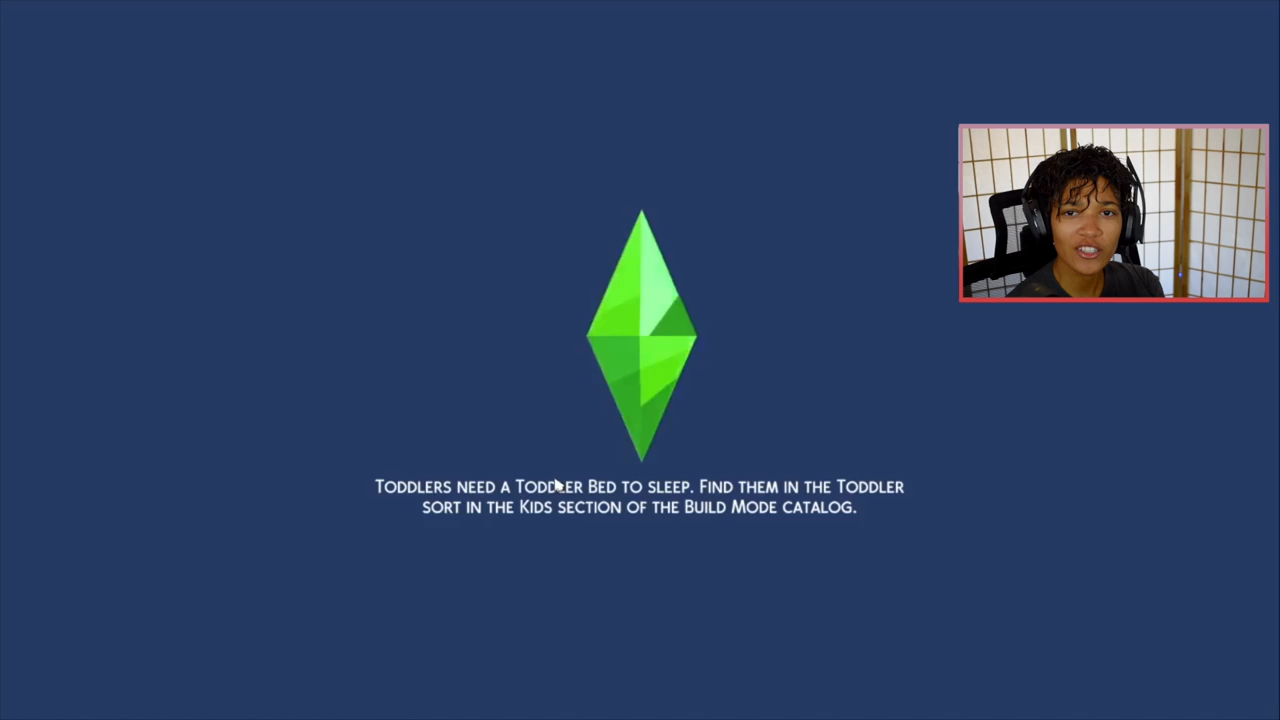 Toddlers need a Toddler Bed to sleep. Find them in the Toddler
sort in the Kids section of the Build Mode catalog.